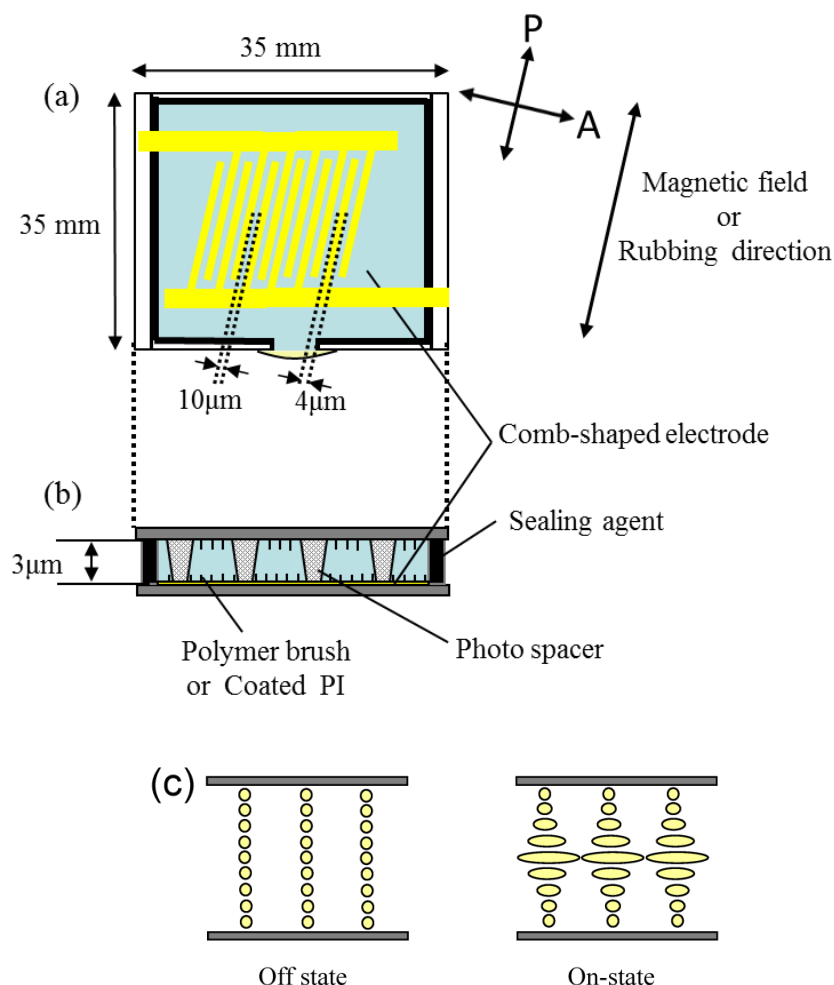 35 mm
P
(a)
A
Magnetic field
or
Rubbing direction
35 mm
10μm
4μm
Comb-shaped electrode
(b)
Sealing agent
3μm
Polymer brush
or Coated PI
Photo spacer
(c)
Off state
On-state